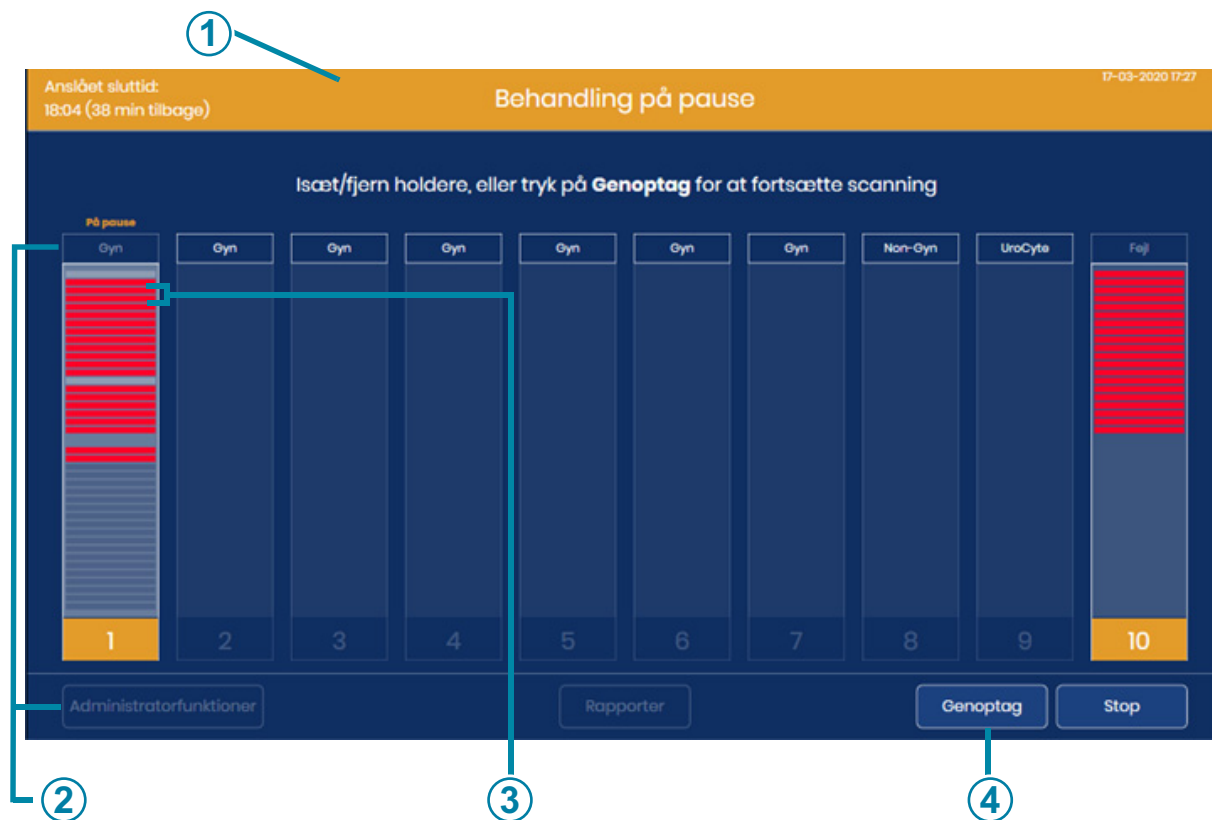 1
Anslået sluttid:
18:04 (38 min tilbage)
Behandling på pause
17-03-2020 17:27
Isæt/fjern holdere, eller tryk på Genoptag for at fortsætte scanning
På pause
Gyn Gyn Gyn Gyn Gyn Gyn Gyn Non-Gyn UroCyte Fejl
1 2 3 4 5 6 7 8 9 10
Administratorfunktioner Rapporter Genoptag Stop
2 3 4